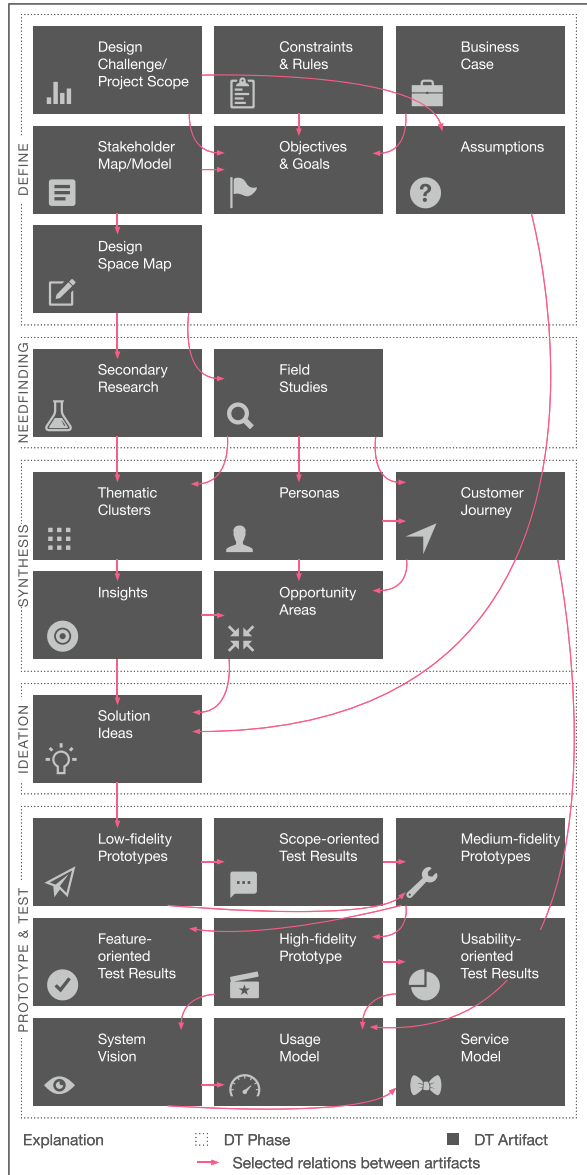 DEFINE
Design
Challenge/
Project Scope
Constraints
& Rules
Business
Case
Stakeholder
Map/Model
Objectives
& Goals
Assumptions
Design
Space Map
NEEDFINDING
Secondary
Research
Field
Studies
SYNTHESIS
Thematic
Clusters
Personas
Customer
Journey
Insights
Opportunity
Areas
IDEATION
Solution
Ideas
PROTOTYPE & TEST
Low-fidelity
Prototypes
Scope-oriented
Test Results
Medium-fidelity
Prototypes
Feature-
oriented
Test Results
High-fidelity
Prototype
Usability-
oriented
Test Results
System
Vision
Usage
Model
Service
Model
Explanation
DT Phase
DT Artifact
Selected relations between artifacts